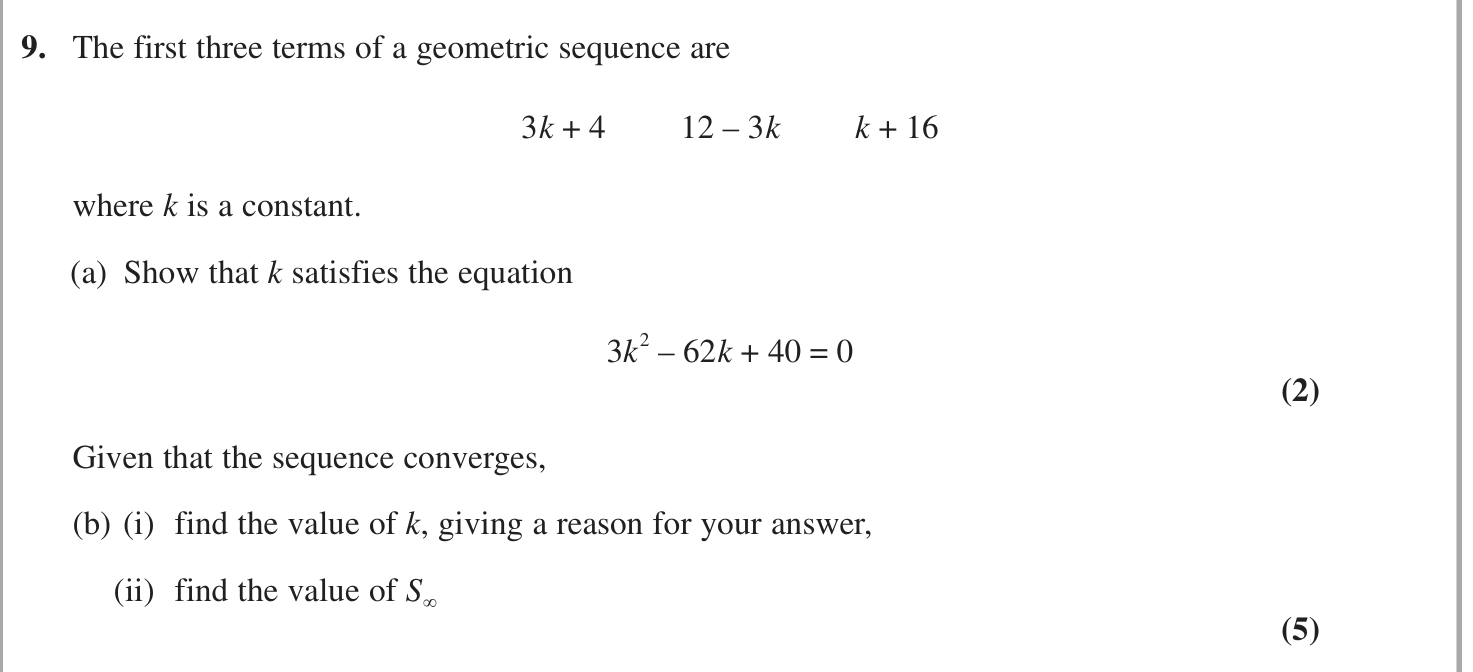 9. The first three terms of a geometric sequence are
3k + 4 12 – 3k k + 16
where k is a constant.
(a) Show that k satisfies the equation
3k² – 62k + 40 = 0
(2)
Given that the sequence converges,
(b) (i) find the value of k, giving a reason for your answer,
(ii) find the value of S∞
(5)